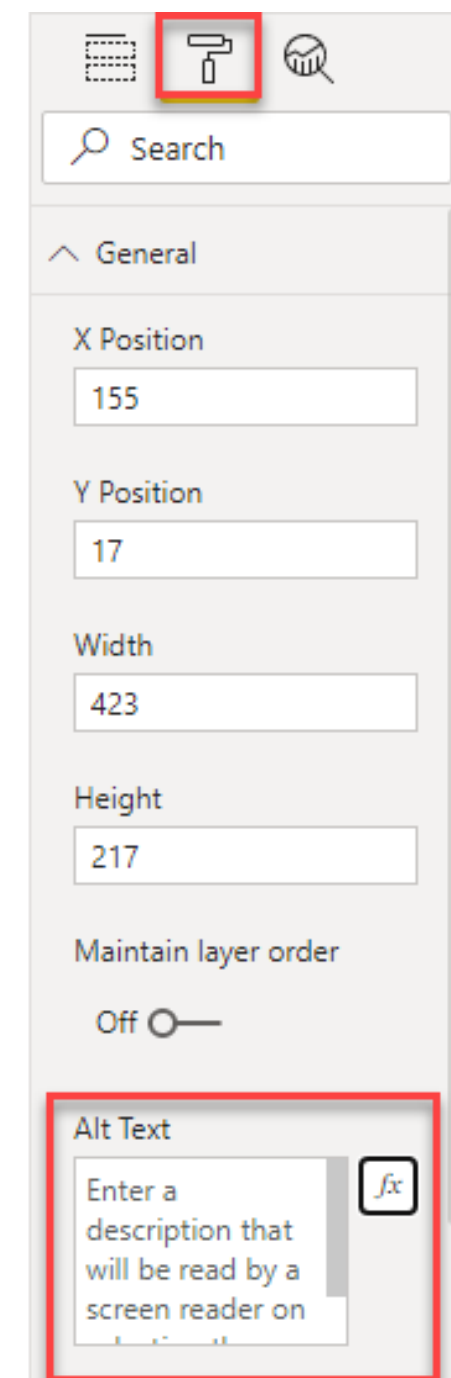 Search
General
X Position
155
Y Position
17
Width
423
Height
217
Maintain layer order
Off
Alt Text
Enter a
description that
will be read by a
screen reader on
fx